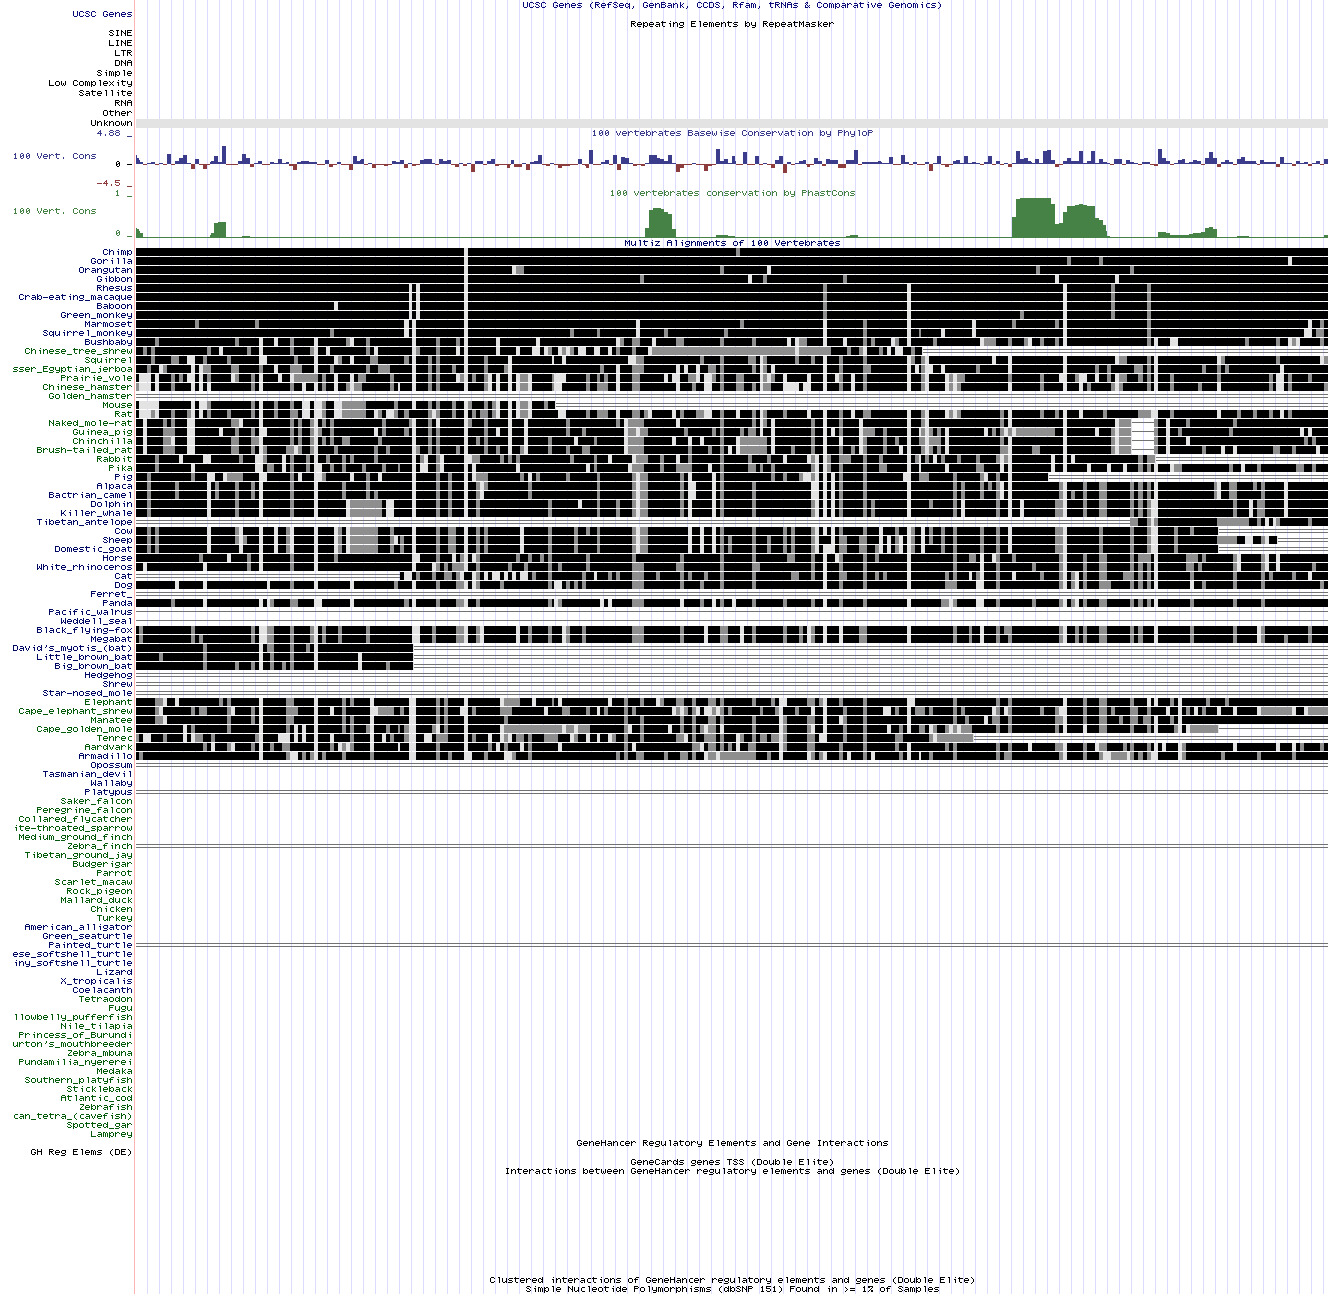 UCSC Genes (RefSeq, GenBank, CCDS, Rfam, tRNAs & Comparative Genomics)
UCSC Genes
Repeating Elements by RepeatMasker
SINE
LINE
LTR
DNA
Simple
Low Complexity
Satellite
RNA
Other
Unknown
4.88 _
100 vertebrates Basewise Conservation by PhyloP
100 Vert. Cons
0 _
-4.5 _
1 _
100 vertebrates conservation by PhastCons
100 Vert. Cons
0 _
Multiz Alignments of 100 Vertebrates
Chimp
Gorilla
Orangutan
Gibbon
Rhesus
Crab-eating_macaque
Baboon
Green_monkey
Marmoset
Squirrel_monkey
Bushbaby
Chinese_tree_shrew
Squirrel
sser_Egyptian_jerboa
Prairie_vole
Chinese_hamster
Golden_hamster
Mouse
Rat
Naked_mole-rat
Guinea_pig
Chinchilla
Brush-tailed_rat
Rabbit
Pika
Pig
Alpaca
Bactrian_camel
Dolphin
Killer_whale
Tibetan_antelope
Cow
Sheep
Domestic_goat
Horse
White_rhinoceros
Cat
Dog
Ferret_
Panda
Pacific_walrus
Weddell_seal
Black_flying-fox
Megabat
David's_myotis_(bat)
Little_brown_bat
Big_brown_bat
Hedgehog
Shrew
Star-nosed_mole
Elephant
Cape_elephant_shrew
Manatee
Cape_golden_mole
Tenrec
Aardvark
Armadillo
Opossum
Tasmanian_devil
Wallaby
Platypus
Saker_falcon
Peregrine_falcon
Collared_flycatcher
ite-throated_sparrow
Medium_ground_finch
Zebra_finch
Tibetan_ground_jay
Budgerigar
Parrot
Scarlet_macaw
Rock_pigeon
Mallard_duck
Chicken
Turkey
American_alligator
Green_seaturtle
Painted_turtle
ese_softshell_turtle
iny_softshell_turtle
Lizard
X_tropicalis
Coelacanth
Tetraodon
Fugu
llowbelly_pufferfish
Nile_tilapia
Princess_of_Burundi
urton's_mouthbreeder
Zebra_mbuna
Pundamilia_nyererei
Medaka
Southern_platyfish
Stickleback
Atlantic_cod
Zebrafish
can_tetra_(cavefish)
Spotted_gar
Lamprey
GeneHancer Regulatory Elements and Gene Interactions
GH Reg Elems (DE)
GeneCards genes TSS (Double Elite)
Interactions between GeneHancer regulatory elements and genes (Double Elite)
Clustered interactions of GeneHancer regulatory elements and genes (Double Elite)
Simple Nucleotide Polymorphisms (dbSNP 151) Found in >= 1% of Samples